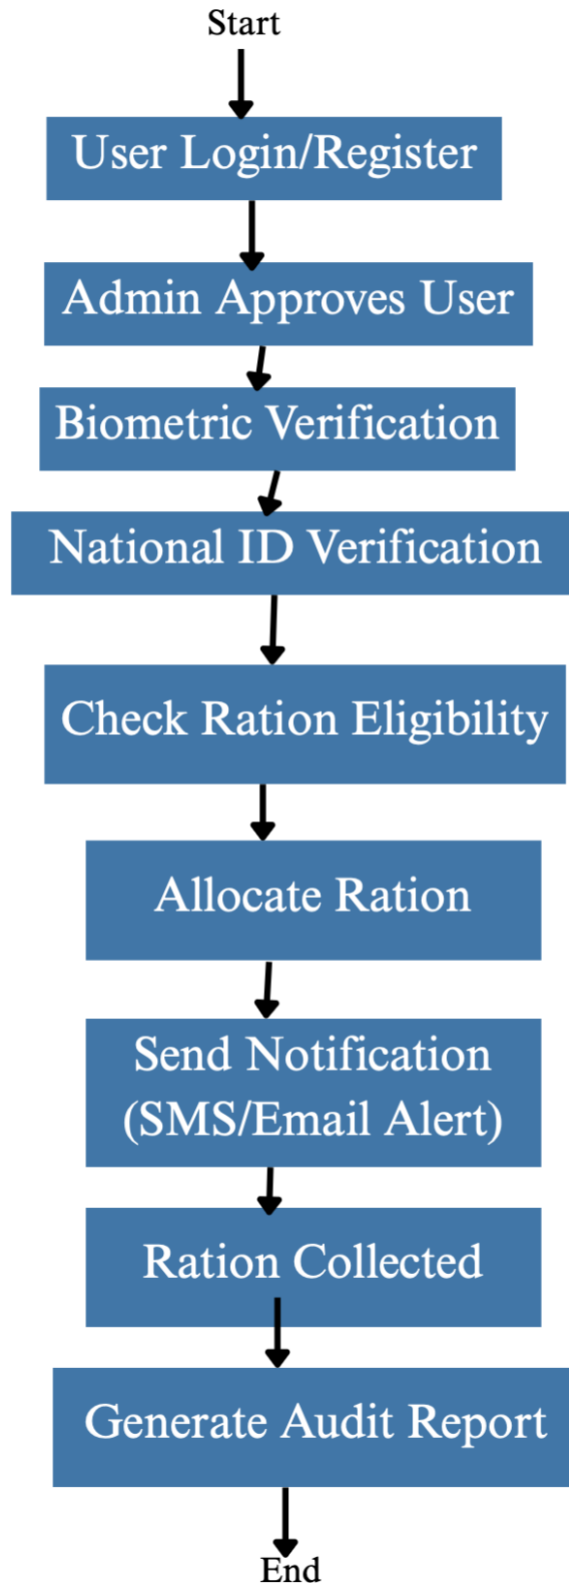 Start
User Login/Register
Admin Approves User
Biometric Verification
National ID Verification
Check Ration Eligibility
Allocate Ration
Send Notification
(SMS/Email Alert)
Ration Collected
Generate Audit Report
End